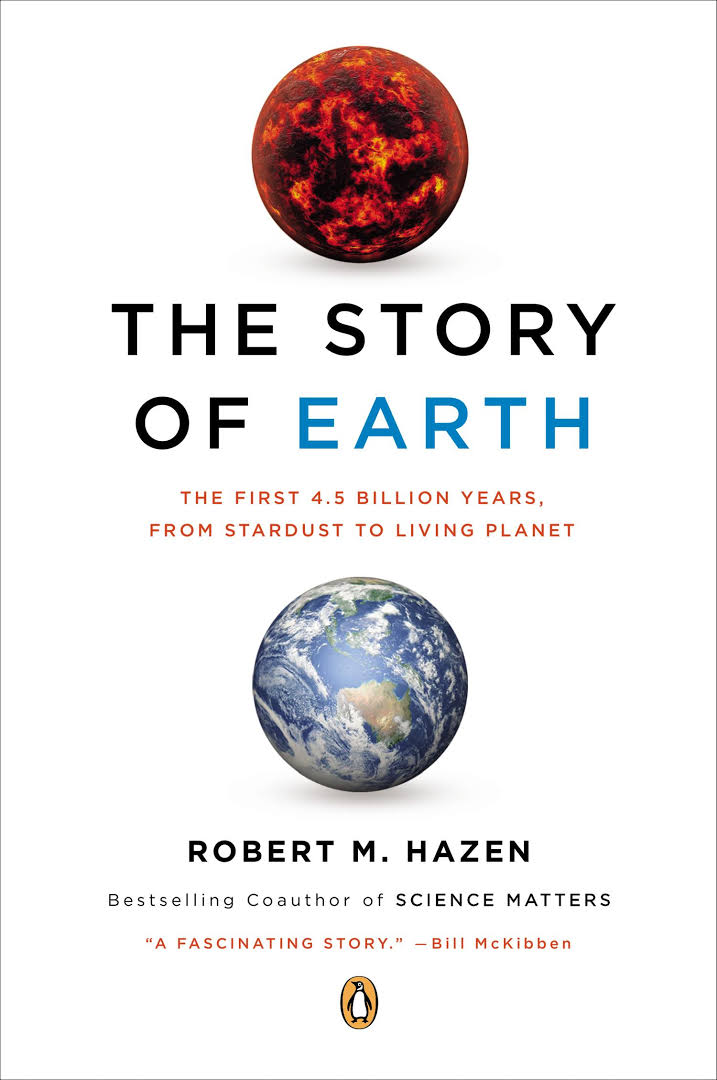 THE STORY
OF EARTH
THE FIRST 4.5 BILLION YEARS,
FROM STARDUST TO LIVING PLANET
ROBERT M. HAZEN
Bestselling Coauthor of SCIENCE MATTERS
“A FASCINATING STORY.” —Bill McKibben